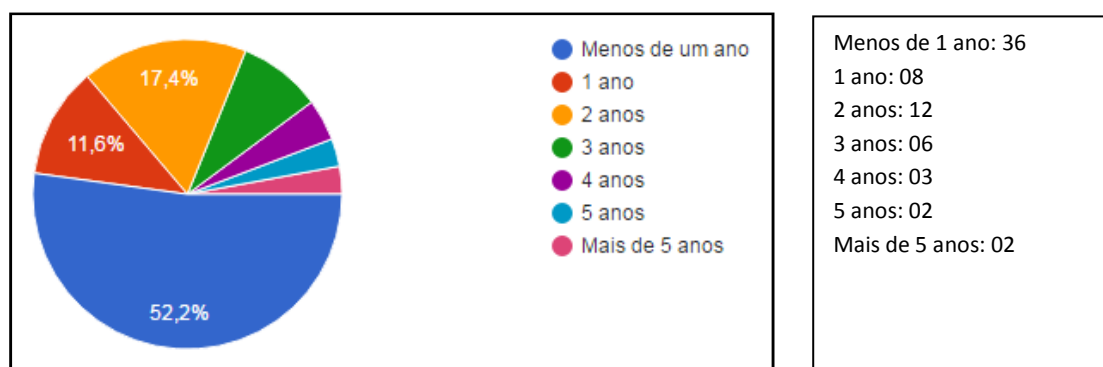 17,4%
11,6%
52,2%
Menos de um ano
1 ano
2 anos
3 anos
4 anos
5 anos
Mais de 5 anos
Menos de 1 ano: 36
1 ano: 08
2 anos: 12
3 anos: 06
4 anos: 03
5 anos: 02
Mais de 5 anos: 02